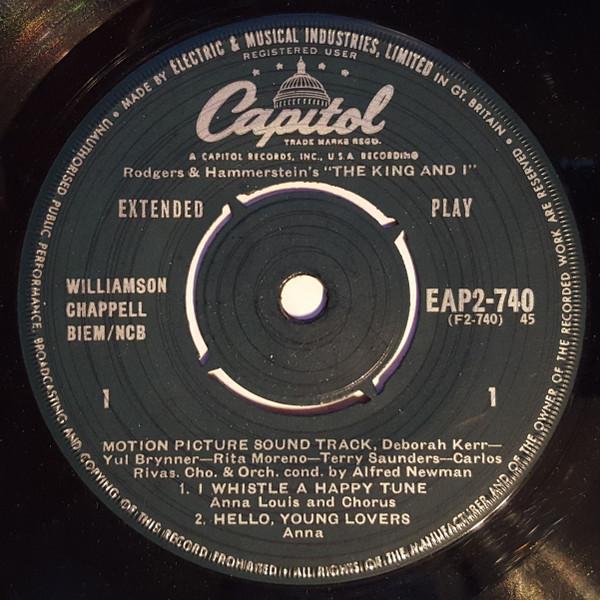 MADE BY ELECTRIC & MUSICAL INDUSTRIES, LIMITED IN GT. BRITAIN •
REGISTERED USER
Capitol
TRADE MARKS REGD.
A CAPITOL RECORDS, INC., U.S.A RECORDING
Rodgers & Hammerstein's "THE KING AND I"
EXTENDED PLAY
WILLIAMSON
CHAPPELL
BIEM/NCB
EAP2-740
(F2-740) 45
1 1
MOTION PICTURE SOUND TRACK, Deborah Kerr—
Yul Brynner—Rita Moreno—Terry Saunders—Carlos
Rivas. Cho. & Orch. cond. by Alfred Newman
1. I WHISTLE A HAPPY TUNE
Anna Louis and Chorus
2. HELLO, YOUNG LOVERS
Anna
ALL RIGHTS OF THE MANUFACTURER AND OF THE OWNER OF THE RECORDED WORK ARE RESERVED
UNAUTHORISED PUBLIC PERFORMANCE, BROADCASTING AND COPYING OF THIS RECORD PROHIBITED •